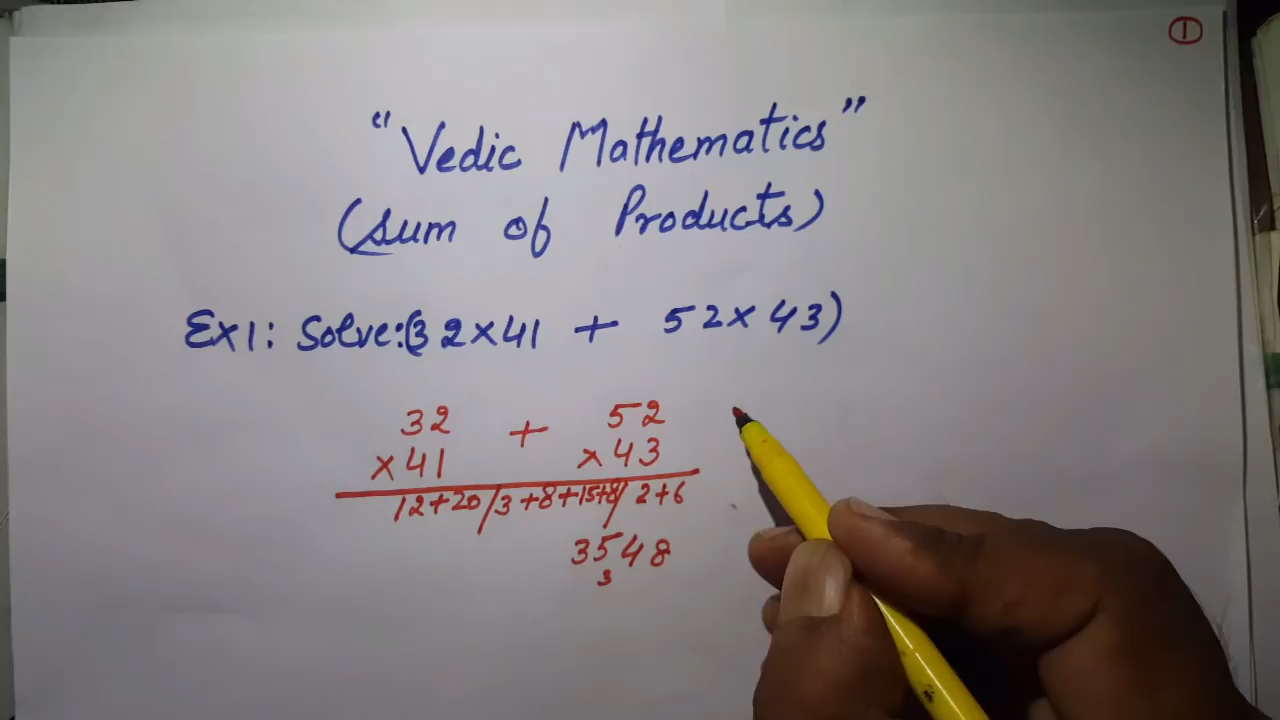 ①
"Vedic Mathematics"
(Sum of Products)
Ex1: Solve:(32×41 + 52×43)
32 + 52
×41 ×43
12+20/3+8+15+8/2+6
3548
3